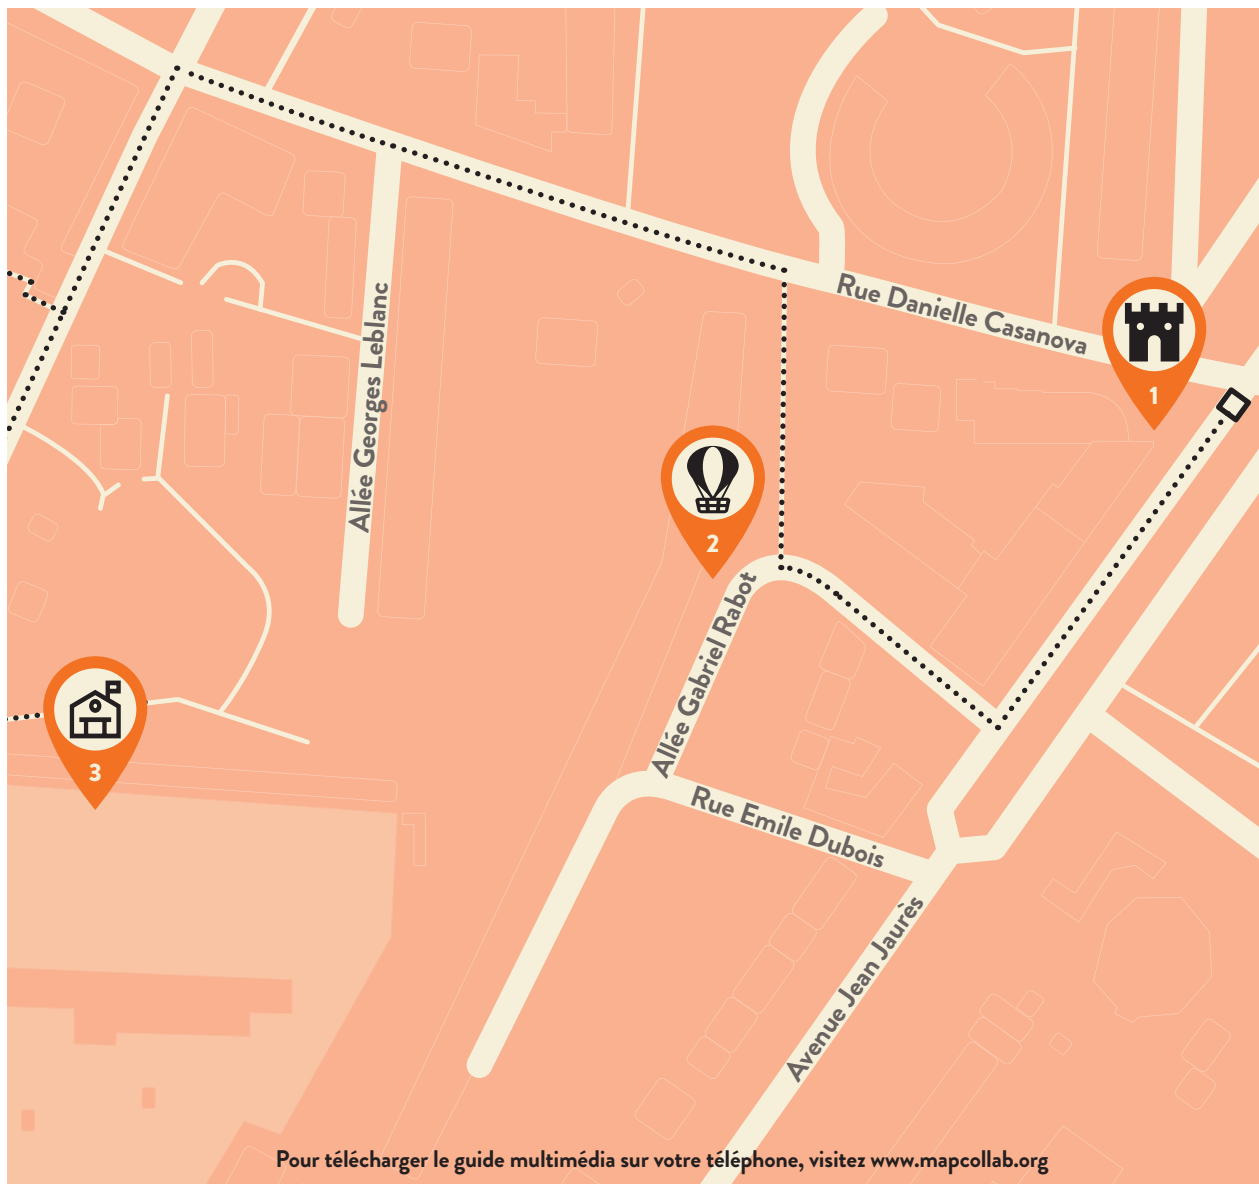 Rue Danielle Casanova
1
Allée Georges Leblanc
2
Allée Gabriel Rabot
3
Rue Emile Dubois
Avenue Jean Jaurès
Pour télécharger le guide multimédia sur votre téléphone, visitez www.mapcollab.org